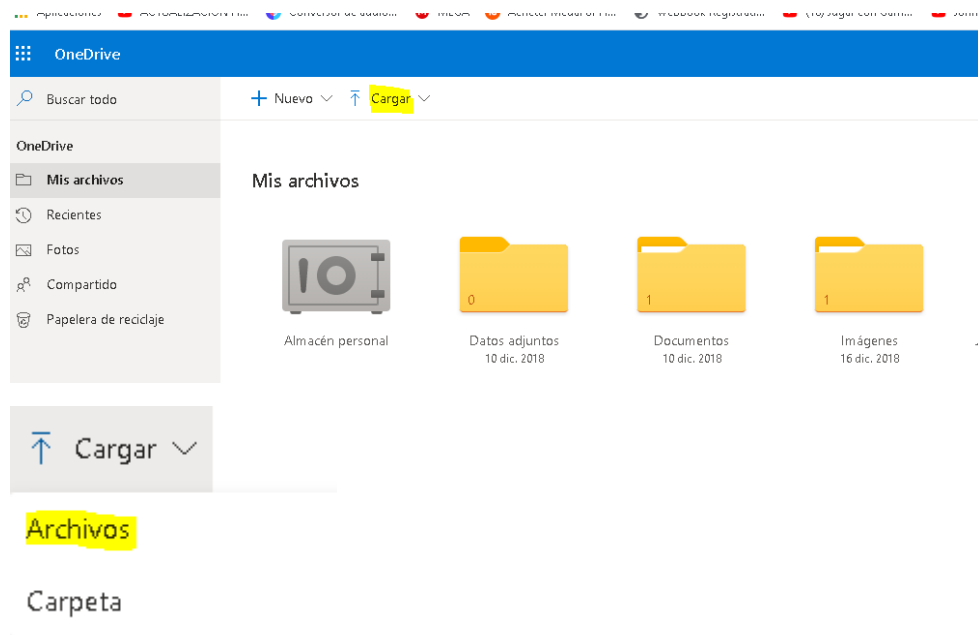 OneDrive
Buscar todo
Nuevo Cargar
OneDrive
Mis archivos
Recientes
Fotos
Compartido
Papelera de reciclaje
Mis archivos
0
1
1
Almacén personal
Datos adjuntos
10 dic. 2018
Documentos
10 dic. 2018
Imágenes
16 dic. 2018
Cargar
Archivos
Carpeta